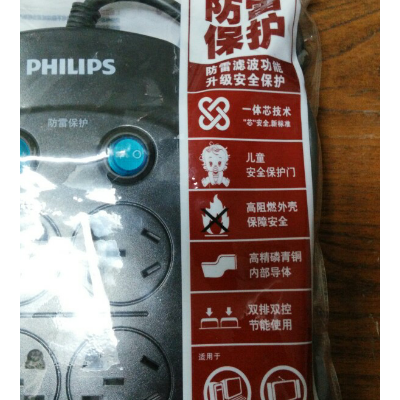 防雷
保护
PHILIPS
防雷滤波功能
升级安全保护
防雷保护
一体芯技术
"芯"安全,新标准
儿童
安全保护门
高阻燃外壳
保障安全
高精磷青铜
内部导体
双排双控
节能使用
适用于